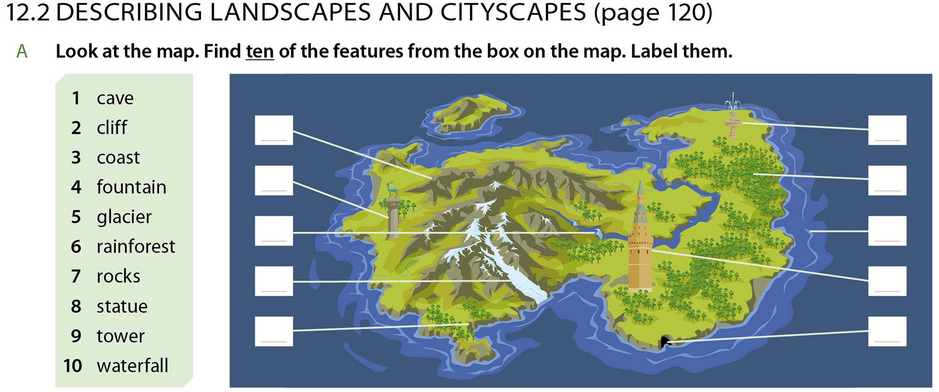 12.2 DESCRIBING LANDSCAPES AND CITYSCAPES (page 120)
A Look at the map. Find ten of the features from the box on the map. Label them.
1 cave
2 cliff
3 coast
4 fountain
5 glacier
6 rainforest
7 rocks
8 statue
9 tower
10 waterfall